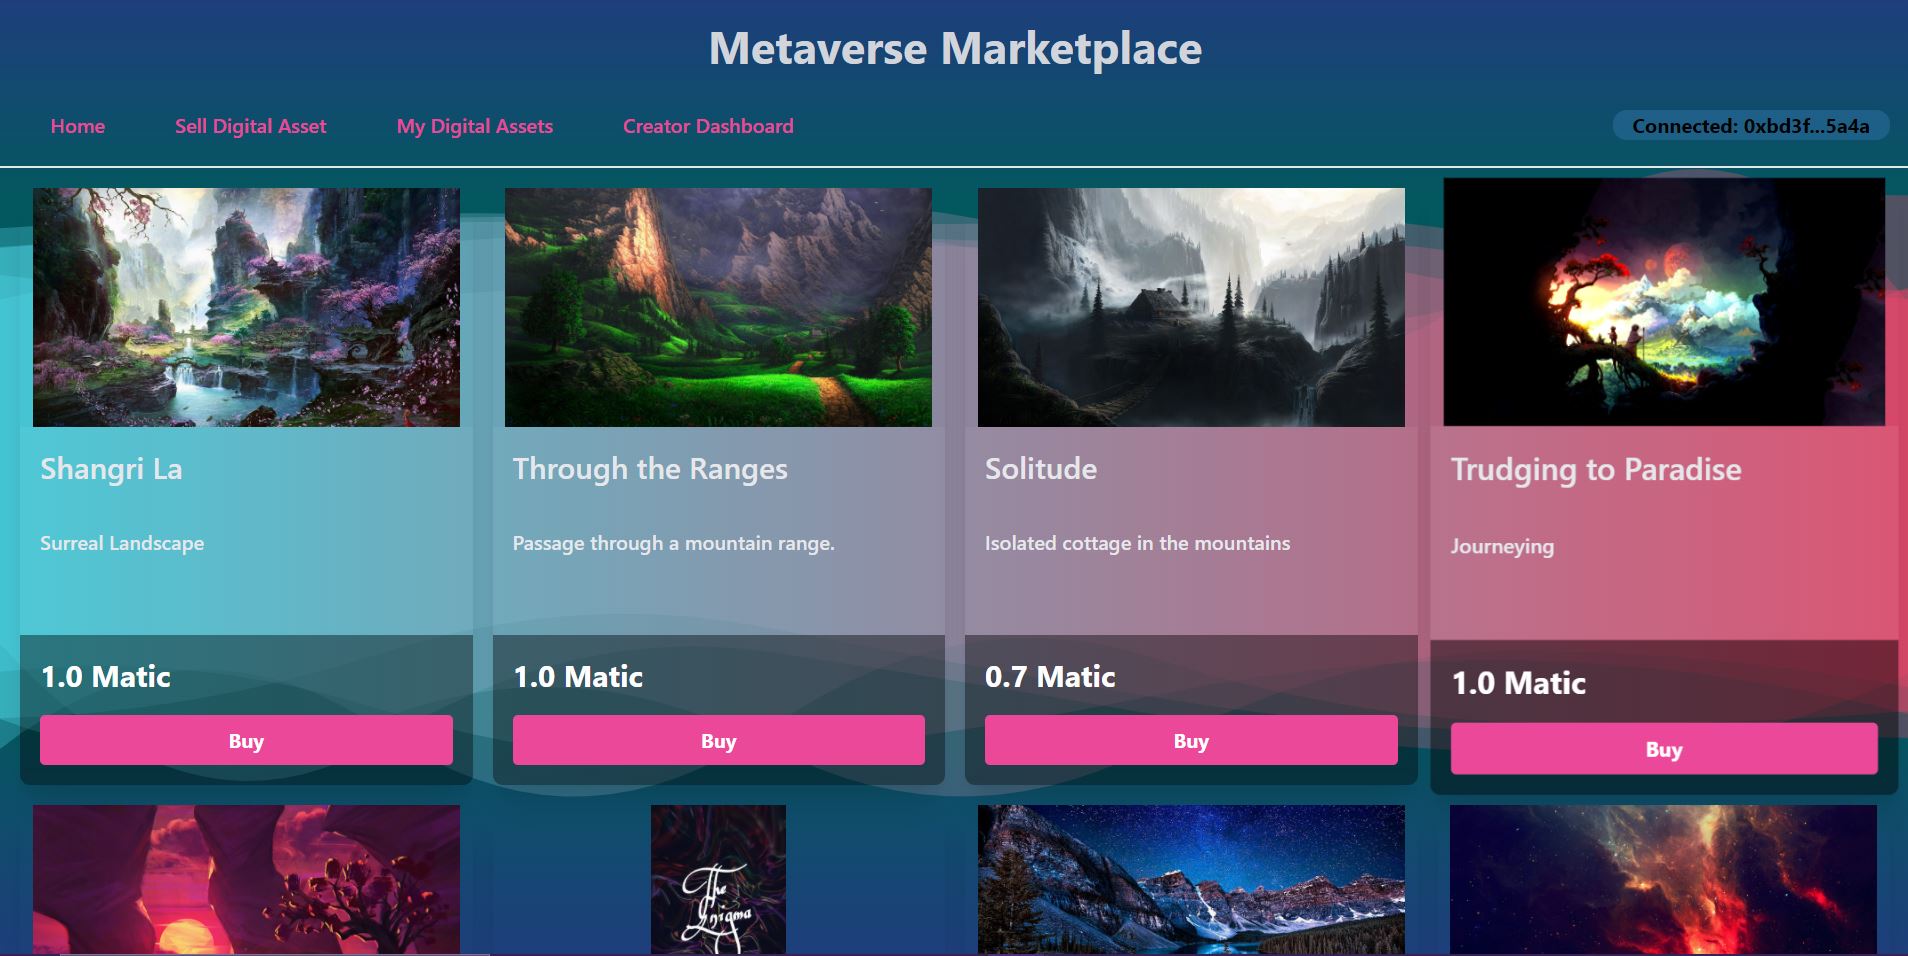 Metaverse Marketplace
Home Sell Digital Asset My Digital Assets Creator Dashboard Connected: 0xbd3f...5a4a
Shangri La
Surreal Landscape
1.0 Matic
Buy
Through the Ranges
Passage through a mountain range.
1.0 Matic
Buy
Solitude
Isolated cottage in the mountains
0.7 Matic
Buy
Trudging to Paradise
Journeying
1.0 Matic
Buy
The
Enigma